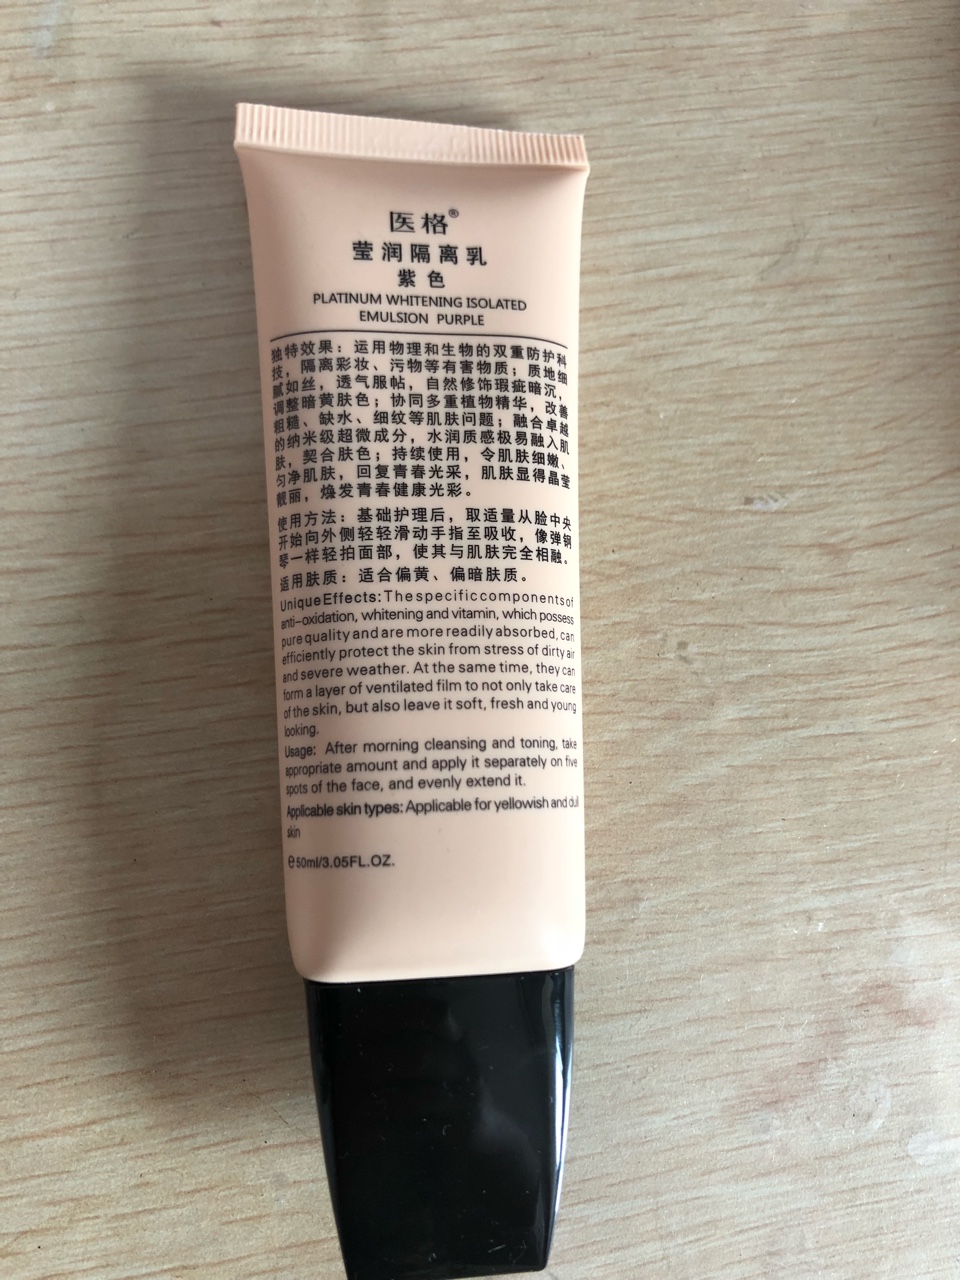 医格®
莹润隔离乳
紫色
PLATINUM WHITENING ISOLATED
EMULSION PURPLE
独特效果：运用物理和生物的双重防护科
技，隔离彩妆、污物等有害物质；质地细
腻如丝，透气服帖，自然修饰瑕疵暗沉，
调整暗黄肤色；协同多重植物精华，改善
粗糙、缺水、细纹等肌肤问题；融合卓越
的纳米级超微成分，水润质感极易融入肌
肤，契合肤色；持续使用，令肌肤细嫩、
匀净肌肤，回复青春光采，肌肤显得晶莹
靓丽，焕发青春健康光彩。
使用方法：基础护理后，取适量从脸中央
开始向外侧轻轻滑动手指至吸收，像弹钢
琴一样轻拍面部，使其与肌肤完全相融。
适用肤质：适合偏黄、偏暗肤质。
Unique Effects: The specific components of
anti-oxidation, whitening and vitamin, which possess
pure quality and are more readily absorbed, can
efficiently protect the skin from stress of dirty air
and severe weather. At the same time, they can
form a layer of ventilated film to not only take care
of the skin, but also leave it soft, fresh and young
looking.
Usage: After morning cleansing and toning, take
appropriate amount and apply it separately on five
spots of the face, and evenly extend it.
Applicable skin types: Applicable for yellowish and dull
skin
℮50ml/3.05FL.OZ.